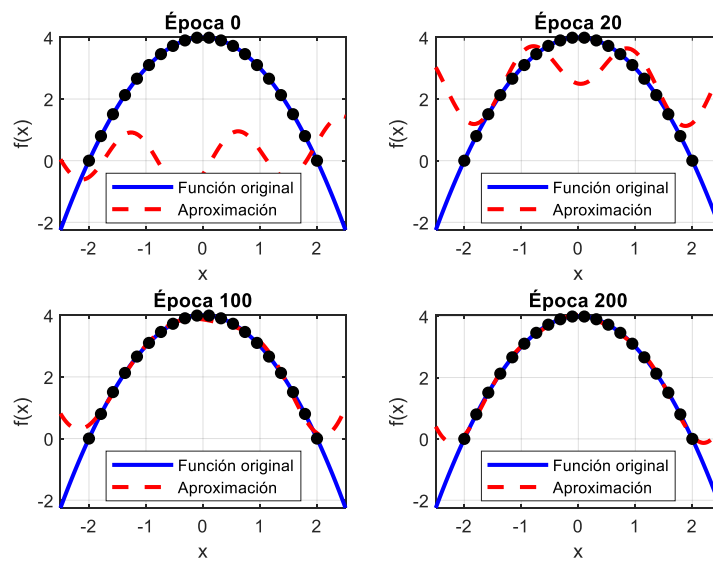 Época 0
4
2
0
-2
f(x)
Función original
Aproximación
-2
-1
0
1
2
x
Época 20
4
2
0
-2
f(x)
Función original
Aproximación
-2
-1
0
1
2
x
Época 100
4
2
0
-2
f(x)
Función original
Aproximación
-2
-1
0
1
2
x
Época 200
4
2
0
-2
f(x)
Función original
Aproximación
-2
-1
0
1
2
x